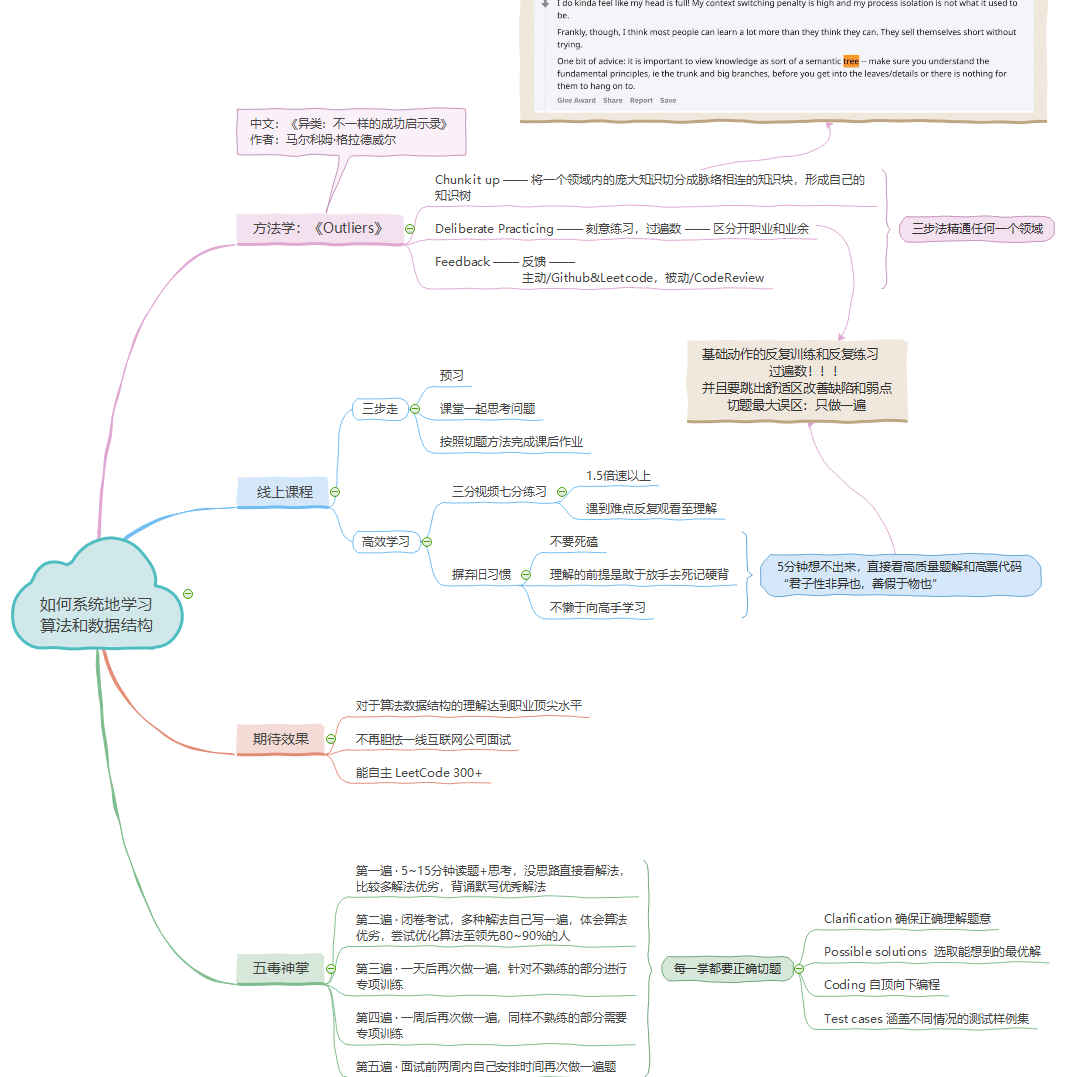 I do kinda feel like my head is full! My context switching penalty is high and my process isolation is not what it used to
be.
Frankly, though, I think most people can learn a lot more than they think they can. They sell themselves short without
trying.
One bit of advice: it is important to view knowledge as sort of a semantic tree -- make sure you understand the
fundamental principles, ie the trunk and big branches, before you get into the leaves/details or there is nothing for
them to hang on to.
Give Award Share Report Save
中文：《异类：不一样的成功启示录》
作者：马尔科姆·格拉德威尔
方法学：《Outliers》
Chunk it up —— 将一个领域内的庞大知识切分成脉络相连的知识块，形成自己的
知识树
Deliberate Practicing —— 刻意练习，过遍数 —— 区分开职业和业余
Feedback —— 反馈 ——
主动/Github&Leetcode，被动/CodeReview
三步法精通任何一个领域
基础动作的反复训练和反复练习
过遍数！！！
并且要跳出舒适区改善缺陷和弱点
切题最大误区：只做一遍
线上课程
三步走
预习
课堂一起思考问题
按照切题方法完成课后作业
高效学习
三分视频七分练习
1.5倍速以上
遇到难点反复观看至理解
摒弃旧习惯
不要死磕
理解的前提是敢于放手去死记硬背
不懒于向高手学习
5分钟想不出来，直接看高质量题解和高票代码
“君子性非异也，善假于物也”
如何系统地学习
算法和数据结构
期待效果
对于算法数据结构的理解达到职业顶尖水平
不再胆怯一线互联网公司面试
能自主 LeetCode 300+
五毒神掌
第一遍 · 5~15分钟读题+思考，没思路直接看解法，
比较多解法优劣，背诵默写优秀解法
第二遍 · 闭卷考试，多种解法自己写一遍，体会算法
优劣，尝试优化算法至领先80~90%的人
第三遍 · 一天后再次做一遍，针对不熟练的部分进行
专项训练
第四遍 · 一周后再次做一遍，同样不熟练的部分需要
专项训练
第五遍 · 面试前两周内自己安排时间再次做一遍题
每一掌都要正确切题
Clarification 确保正确理解题意
Possible solutions 选取能想到的最优解
Coding 自顶向下编程
Test cases 涵盖不同情况的测试样例集